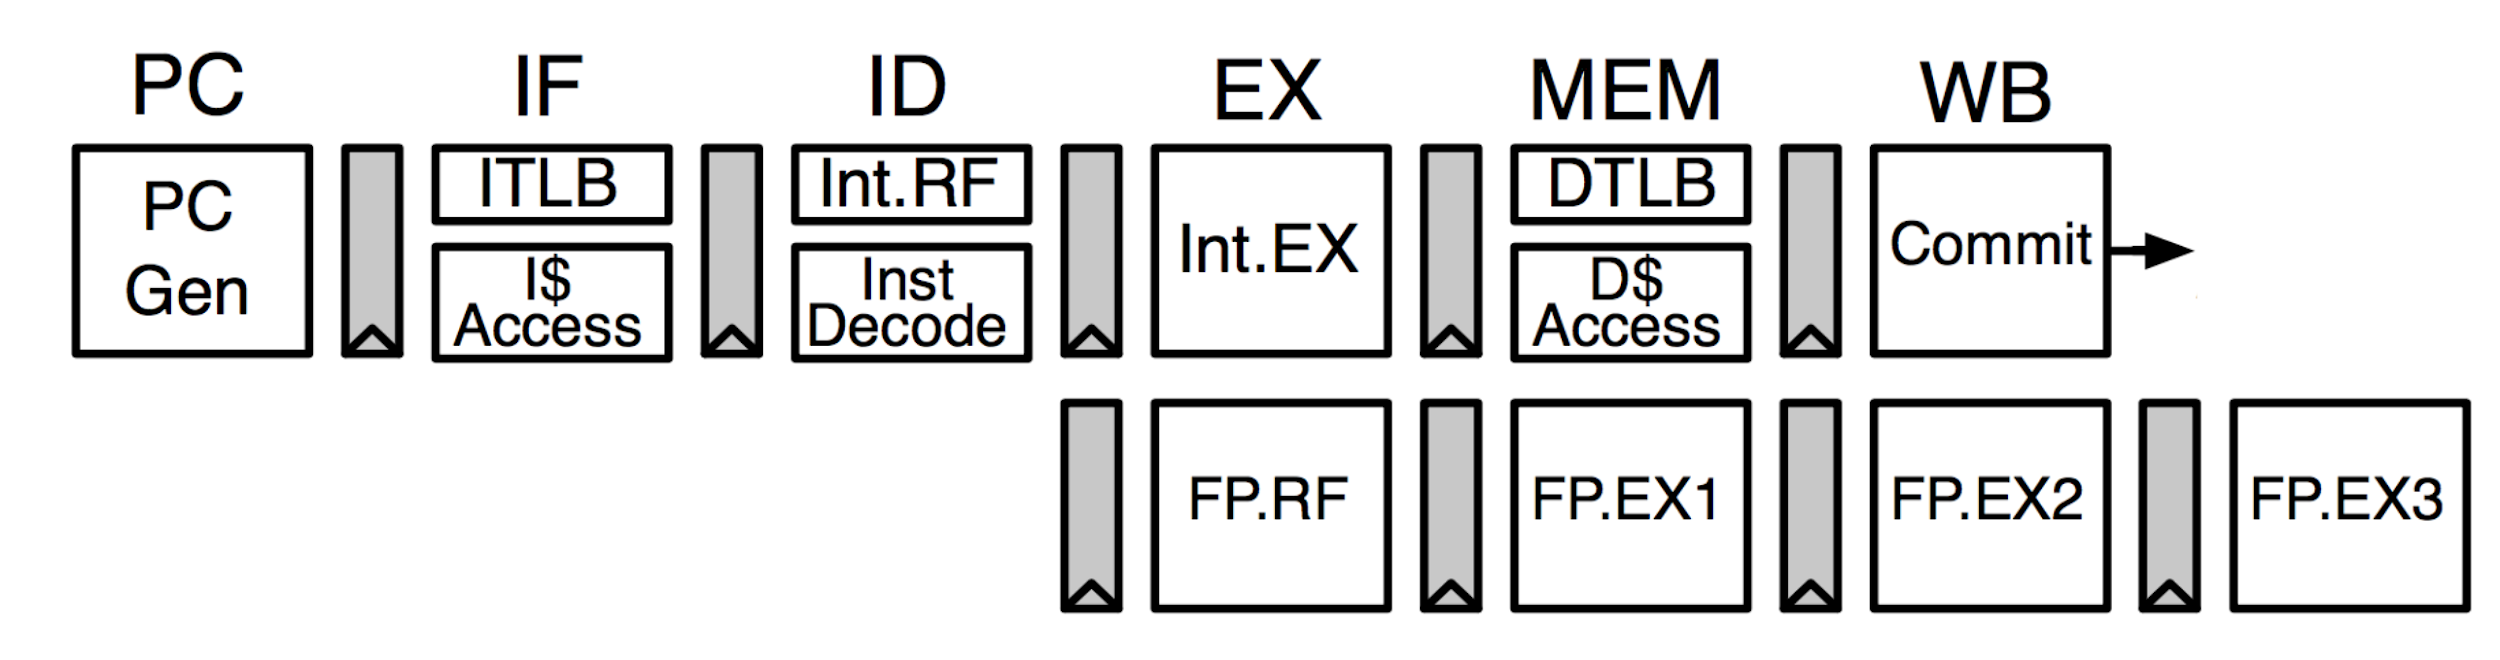 PC IF ID EX MEM WB
PC
Gen
ITLB
I$
Access
Int.RF
Inst
Decode
Int.EX
DTLB
D$
Access
Commit
FP.RF FP.EX1 FP.EX2 FP.EX3